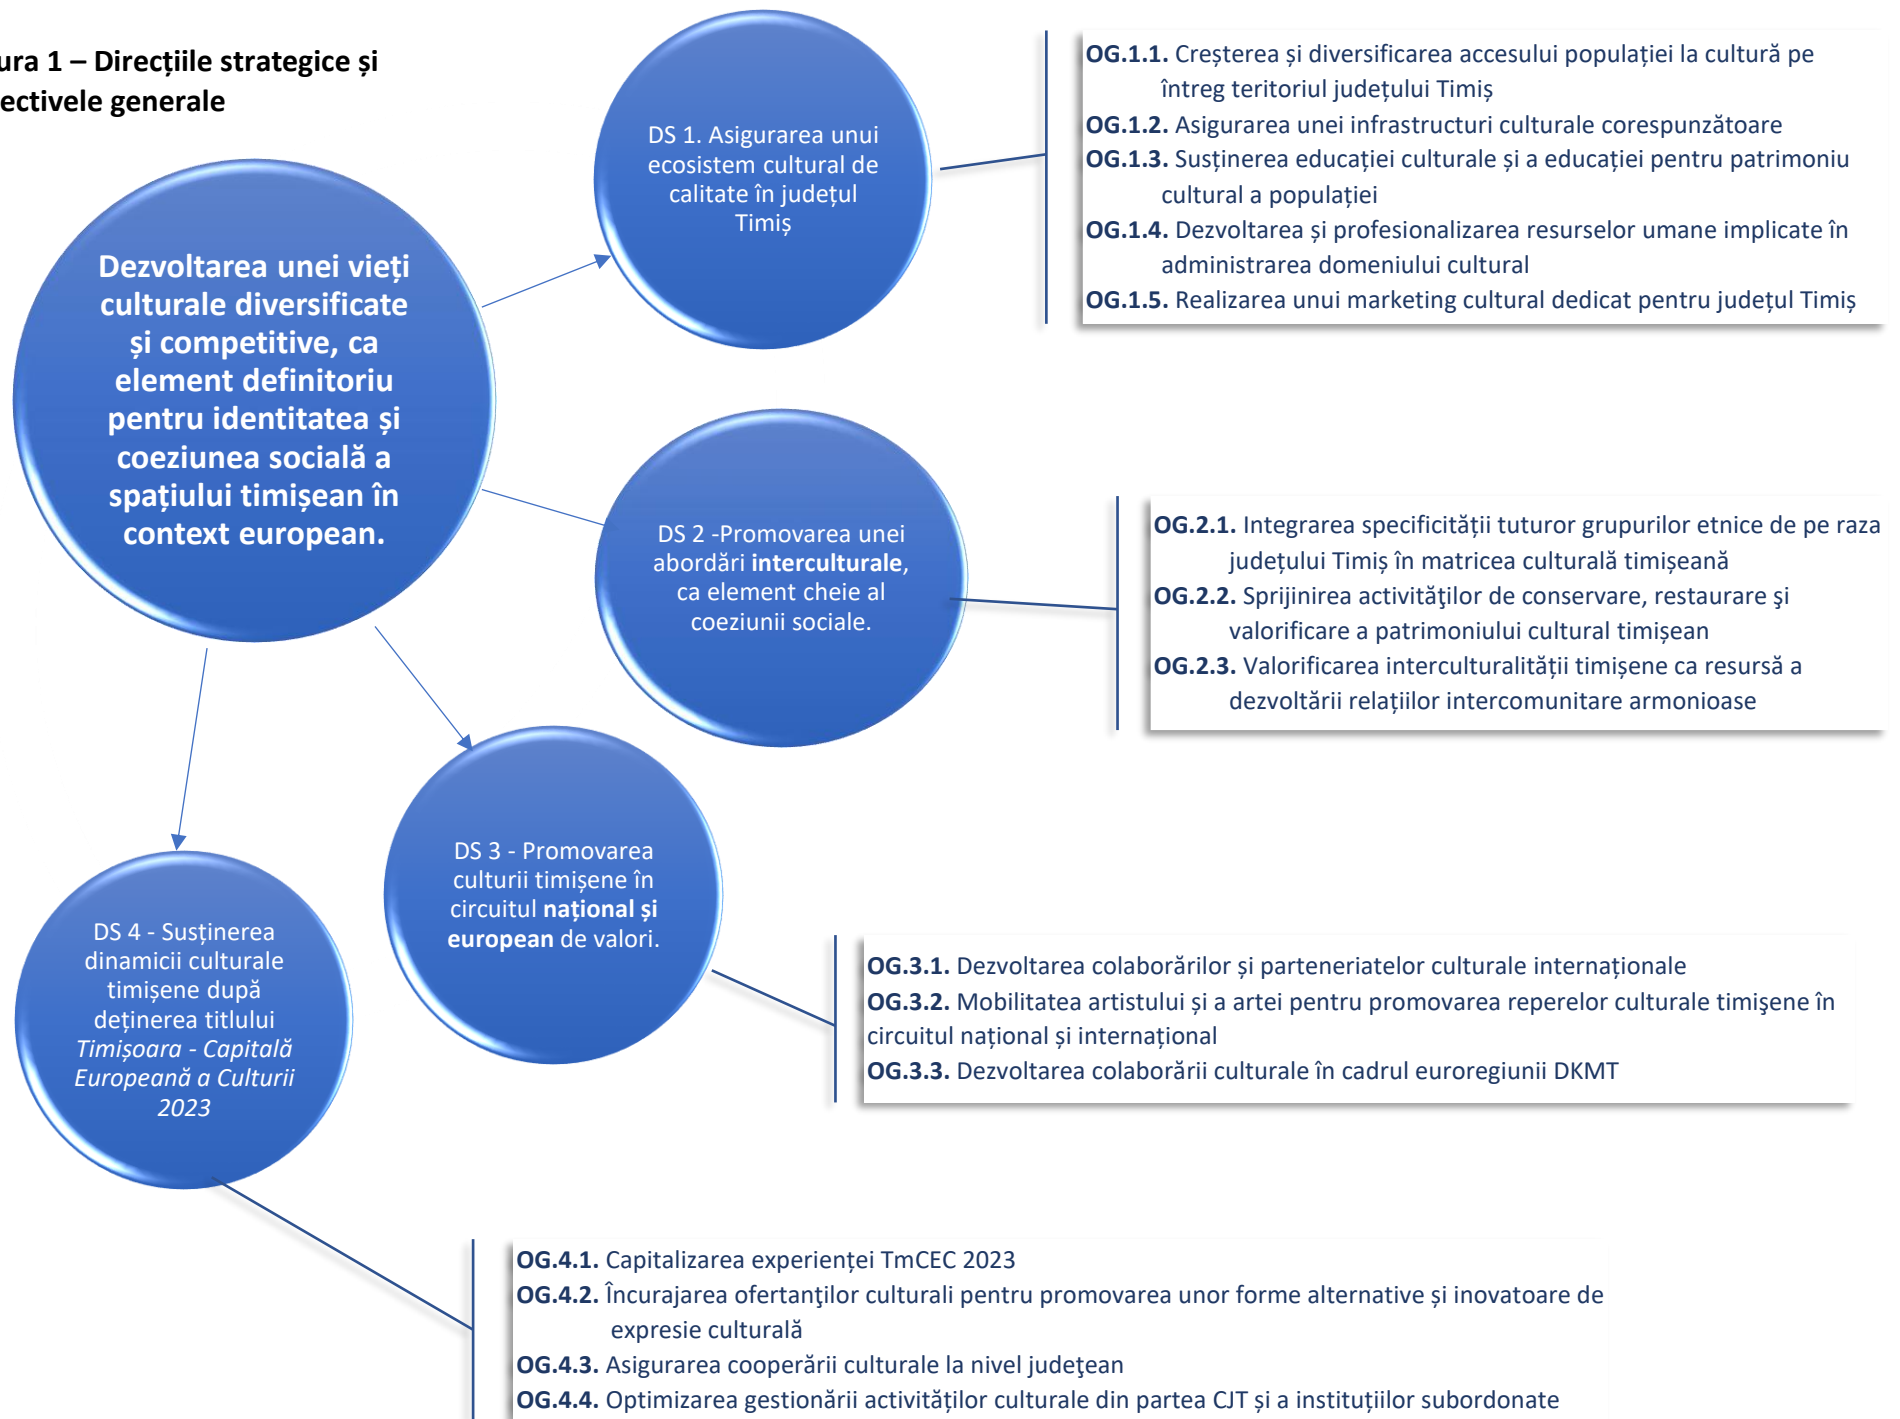 ura 1 – Direcțiile strategice și
ectivele generale
Dezvoltarea unei vieți
culturale diversificate
și competitive, ca
element definitoriu
pentru identitatea și
coeziunea socială a
spațiului timișean în
context european.
DS 1. Asigurarea unui
ecosistem cultural de
calitate în județul
Timiș
OG.1.1. Creșterea și diversificarea accesului populației la cultură pe
întreg teritoriul județului Timiș
OG.1.2. Asigurarea unei infrastructuri culturale corespunzătoare
OG.1.3. Susținerea educației culturale și a educației pentru patrimoniu
cultural a populației
OG.1.4. Dezvoltarea și profesionalizarea resurselor umane implicate în
administrarea domeniului cultural
OG.1.5. Realizarea unui marketing cultural dedicat pentru județul Timiș
DS 2 -Promovarea unei
abordări interculturale,
ca element cheie al
coeziunii sociale.
OG.2.1. Integrarea specificității tuturor grupurilor etnice de pe raza
județului Timiș în matricea culturală timișeană
OG.2.2. Sprijinirea activităţilor de conservare, restaurare şi
valorificare a patrimoniului cultural timișean
OG.2.3. Valorificarea interculturalității timișene ca resursă a
dezvoltării relațiilor intercomunitare armonioase
DS 3 - Promovarea
culturii timișene în
circuitul național și
european de valori.
OG.3.1. Dezvoltarea colaborărilor și parteneriatelor culturale internaționale
OG.3.2. Mobilitatea artistului și a artei pentru promovarea reperelor culturale timişene în
circuitul național și internațional
OG.3.3. Dezvoltarea colaborării culturale în cadrul euroregiunii DKMT
DS 4 - Susținerea
dinamicii culturale
timișene după
deținerea titlului
Timișoara - Capitală
Europeană a Culturii
2023
OG.4.1. Capitalizarea experienței TmCEC 2023
OG.4.2. Încurajarea ofertanţilor culturali pentru promovarea unor forme alternative și inovatoare de
expresie culturală
OG.4.3. Asigurarea cooperării culturale la nivel judeţean
OG.4.4. Optimizarea gestionării activităților culturale din partea CJT și a instituțiilor subordonate